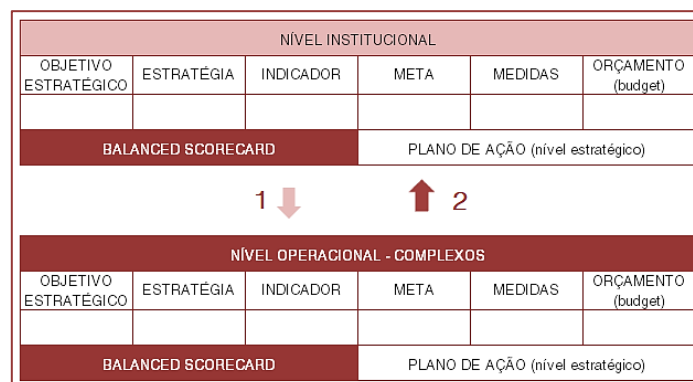 NÍVEL INSTITUCIONAL
OBJETIVO ESTRATÉGICO
ESTRATÉGIA
INDICADOR
META
MEDIDAS
ORÇAMENTO (budget)
BALANCED SCORECARD
PLANO DE AÇÃO (nível estratégico)
1
2
NÍVEL OPERACIONAL - COMPLEXOS
OBJETIVO ESTRATÉGICO
ESTRATÉGIA
INDICADOR
META
MEDIDAS
ORÇAMENTO (budget)
BALANCED SCORECARD
PLANO DE AÇÃO (nível estratégico)